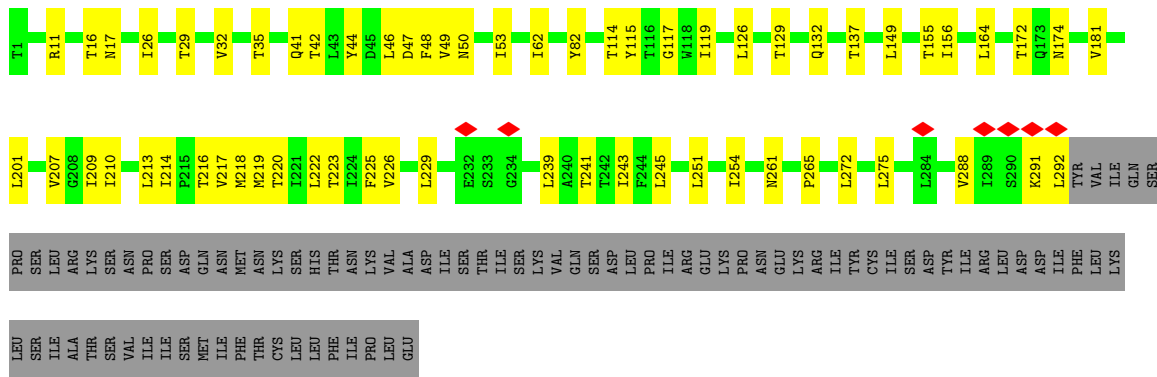 T1 R11 T16 N17 I26 T29 V32 T35 Q41 T42 L43 Y44 D45 L46 D47 F48 V49 N50 I53 I62 Y82 T114 Y115 T116 G117 W118 I119 L126 T129 Q132 T137 L149 T155 I156 L164 T172 Q173 N174 V181
L201 V207 G208 I209 I210 L213 I214 P215 T216 V217 M218 M219 T220 I221 L222 T223 I224 F225 V226 L229 E232 S233 G234 L239 A240 T241 T242 I243 F244 L245 L251 I254 N261 P265 L272 L275 L284 V288 I289 S290 K291 L292 TYR VAL ILE GLN SER
PRO SER LEU ARG LYS SER ASN PRO SER ASP GLN ASN MET ASN LYS SER HIS THR ASN LYS VAL ALA ASP ILE SER THR ILE SER LYS VAL GLN SER ASP LEU PRO ILE ARG GLU LYS PRO ASN GLU LYS ARG ILE TYR CYS ILE SER ASP TYR ILE ARG LEU ASP ASP ILE PHE LEU LYS
LEU SER ILE ALA THR SER VAL ILE ILE SER MET ILE PHE THR CYS LEU LEU PHE ILE PRO LEU GLU